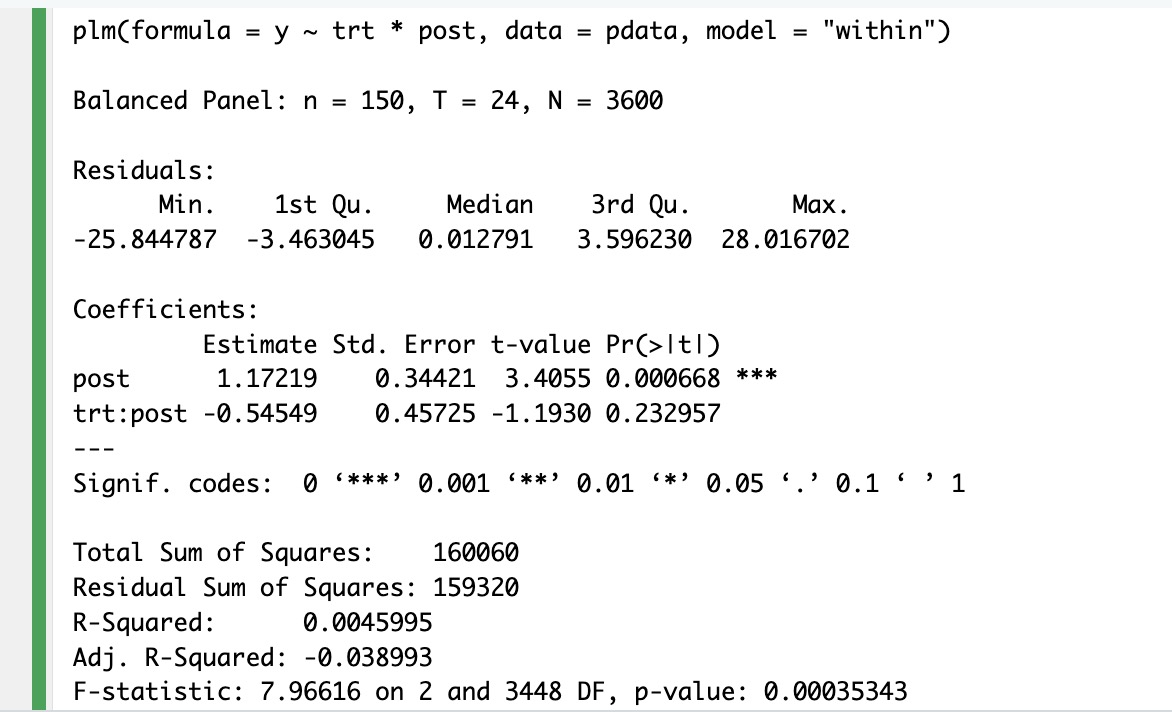 plm(formula = y ~ trt * post, data = pdata, model = "within")
Balanced Panel: n = 150, T = 24, N = 3600
Residuals:
Min. 1st Qu. Median 3rd Qu. Max.
-25.844787 -3.463045 0.012791 3.596230 28.016702
Coefficients:
Estimate Std. Error t-value Pr(>|t|)
post 1.17219 0.34421 3.4055 0.000668 ***
trt:post -0.54549 0.45725 -1.1930 0.232957
---
Signif. codes: 0 ‘***’ 0.001 ‘**’ 0.01 ‘*’ 0.05 ‘.’ 0.1 ‘ ’ 1
Total Sum of Squares: 160060
Residual Sum of Squares: 159320
R-Squared: 0.0045995
Adj. R-Squared: -0.038993
F-statistic: 7.96616 on 2 and 3448 DF, p-value: 0.00035343